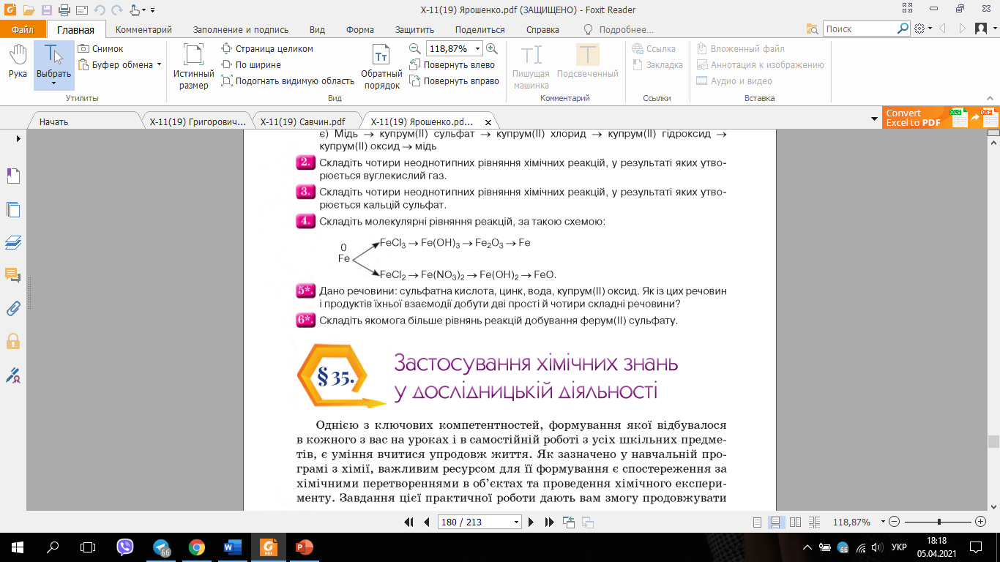 X-11(19) Ярошенко.pdf (ЗАЩИЩЕНО) - Foxit Reader
Файл Главная Комментарий Заполнение и подпись Вид Форма Защитить Поделиться Справка Подробнее... Поиск
Рука
Выбрать
Снимок
Буфер обмена
Утилиты
Истинный размер
Страница целиком
По ширине
Подогнать видимую область
Обратный порядок
118,87%
Повернуть влево
Повернуть вправо
Вид
Пишущая машинка
Подсвеченный
Комментарий
Ссылка
Закладка
Ссылки
Вложенный файл
Аннотация к изображению
Аудио и видео
Вставка
Начать X-11(19) Григорович... X-11(19) Савчин.pdf X-11(19) Ярошенко.pd...
Convert
Excel to PDF
XLS PDF
є) Мідь → купрум(ІІ) сульфат → купрум(ІІ) хлорид → купрум(ІІ) гідроксид →
купрум(ІІ) оксид → мідь
2. Складіть чотири неоднотипних рівняння хімічних реакцій, у результаті яких утво-
рюється вуглекислий газ.
3. Складіть чотири неоднотипних рівняння хімічних реакцій, у результаті яких утво-
рюється кальцій сульфат.
4. Складіть молекулярні рівняння реакцій, за такою схемою:
FeCl₃ → Fe(OH)₃ → Fe₂O₃ → Fe
0
Fe
FeCl₂ → Fe(NO₃)₂ → Fe(OH)₂ → FeO.
5*. Дано речовини: сульфатна кислота, цинк, вода, купрум(ІІ) оксид. Як із цих речовин
і продуктів їхньої взаємодії добути дві прості й чотири складні речовини?
6*. Складіть якомога більше рівнянь реакцій добування ферум(ІІ) сульфату.
§ 35.
Застосування хімічних знань
у дослідницькій діяльності
Однією з ключових компетентностей, формування якої відбувалося
в кожного з вас на уроках і в самостійній роботі з усіх шкільних предме-
тів, є уміння вчитися упродовж життя. Як зазначено у навчальній про-
грамі з хімії, важливим ресурсом для її формування є спостереження за
хімічними перетвореннями в об’єктах та проведення хімічного експери-
менту. Завдання цієї практичної роботи дають вам змогу продовжувати
180 / 213
118,87%
66
66
УКР
18:18
05.04.2021